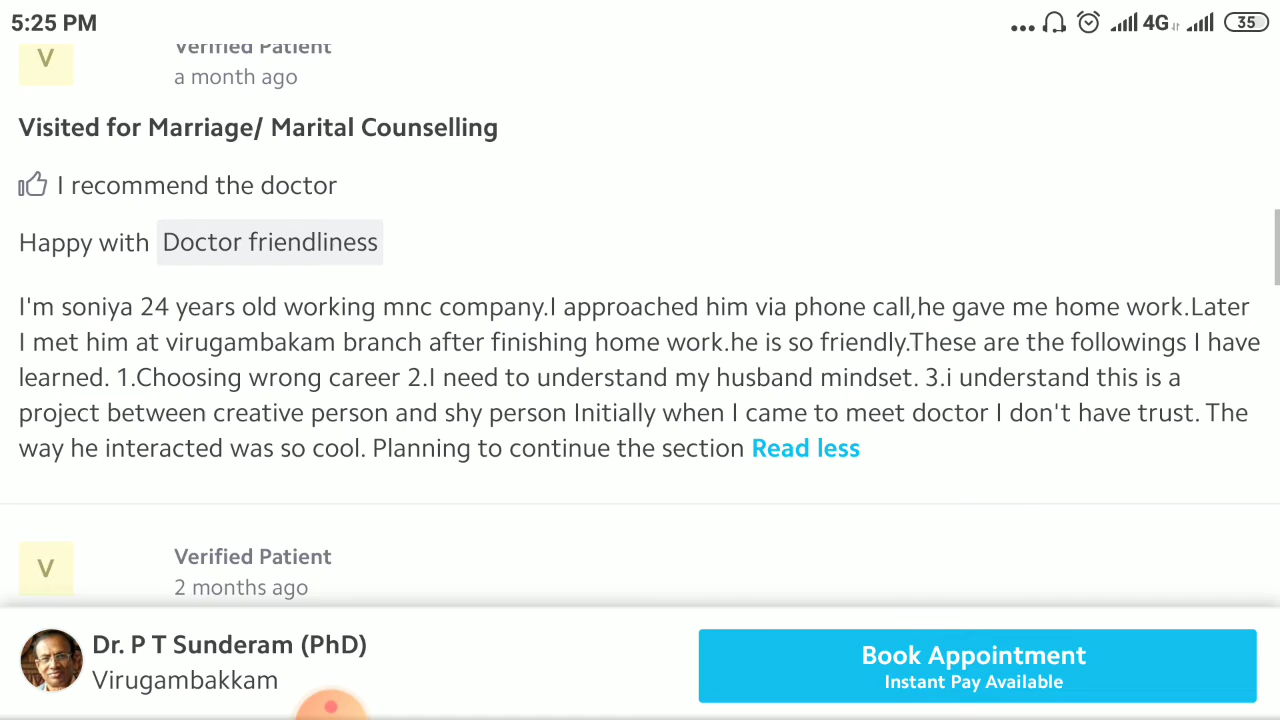 5:25 PM
4G
35
V
Verified Patient
a month ago
Visited for Marriage/ Marital Counselling
I recommend the doctor
Happy with Doctor friendliness
I'm soniya 24 years old working mnc company.I approached him via phone call,he gave me home work.Later
I met him at virugambakam branch after finishing home work.he is so friendly.These are the followings I have
learned. 1.Choosing wrong career 2.I need to understand my husband mindset. 3.i understand this is a
project between creative person and shy person Initially when I came to meet doctor I don't have trust. The
way he interacted was so cool. Planning to continue the section Read less
V
Verified Patient
2 months ago
Dr. P T Sunderam (PhD)
Virugambakkam
Book Appointment
Instant Pay Available